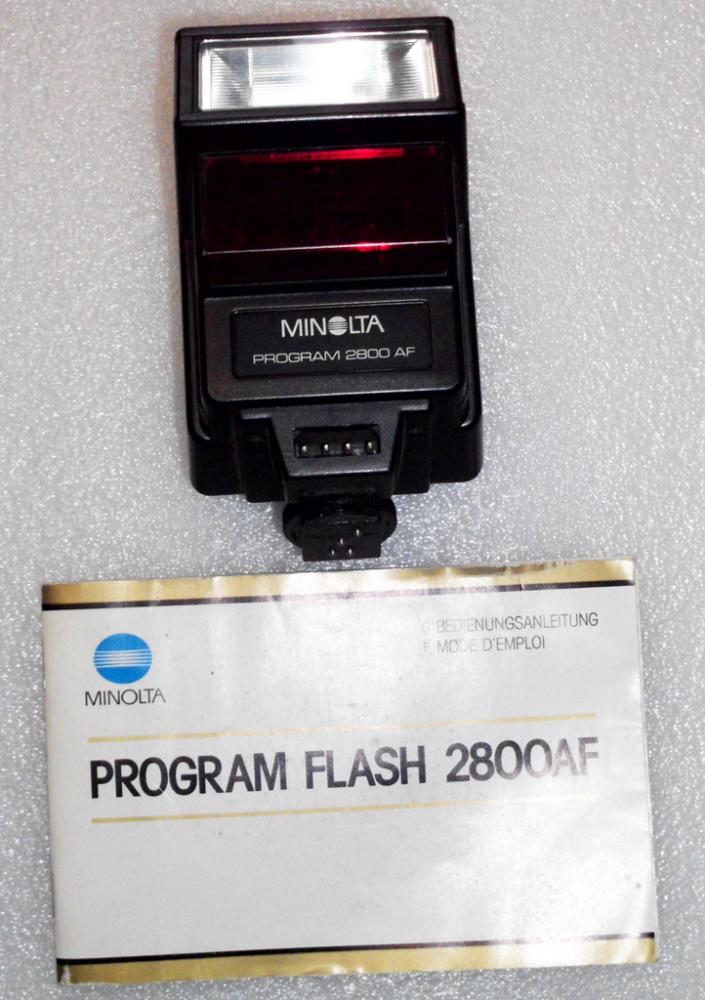 MINOLTA
PROGRAM 2800 AF
G BEDIENUNGSANLEITUNG
F MODE D'EMPLOI
MINOLTA
PROGRAM FLASH 2800AF